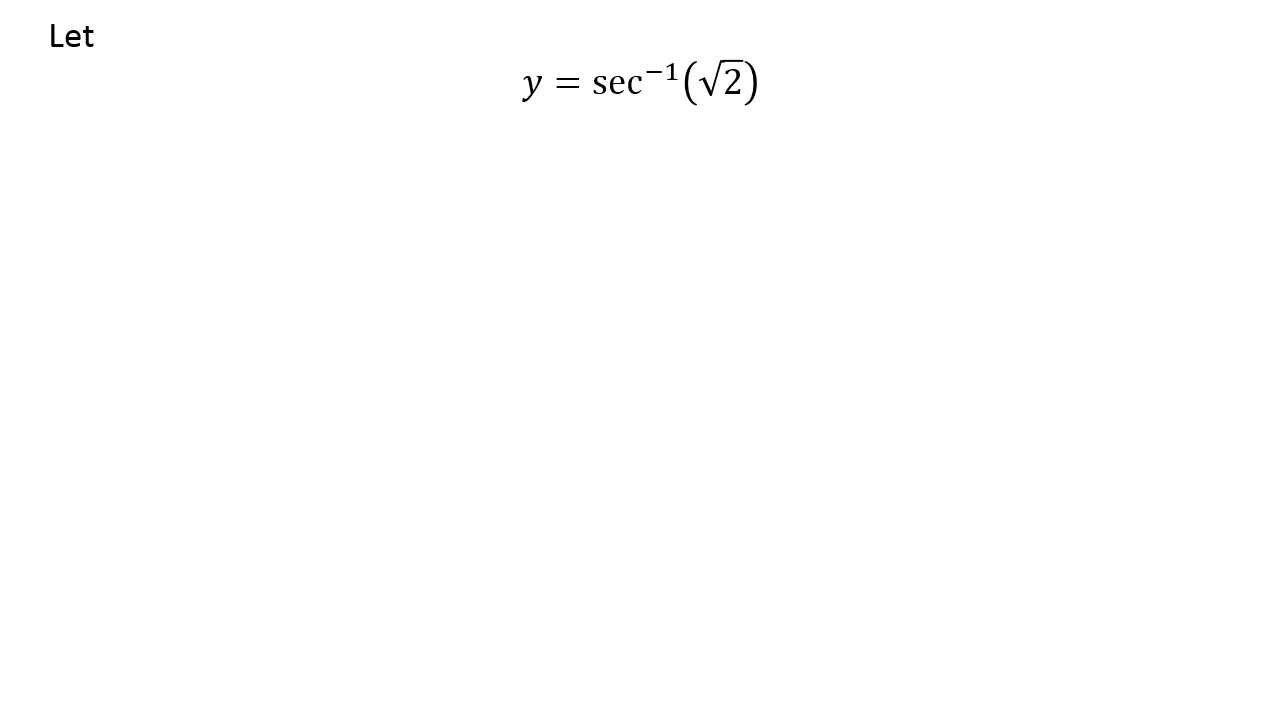 Let
y = sec⁻¹(√2)